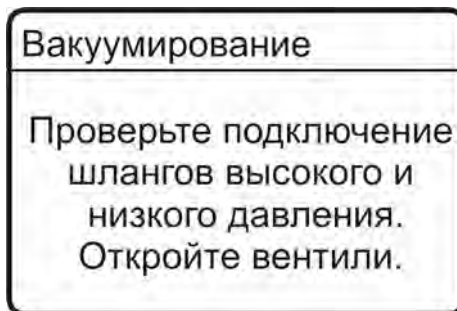 Вакуумирование
Проверьте подключение
шлангов высокого и
низкого давления.
Откройте вентили.